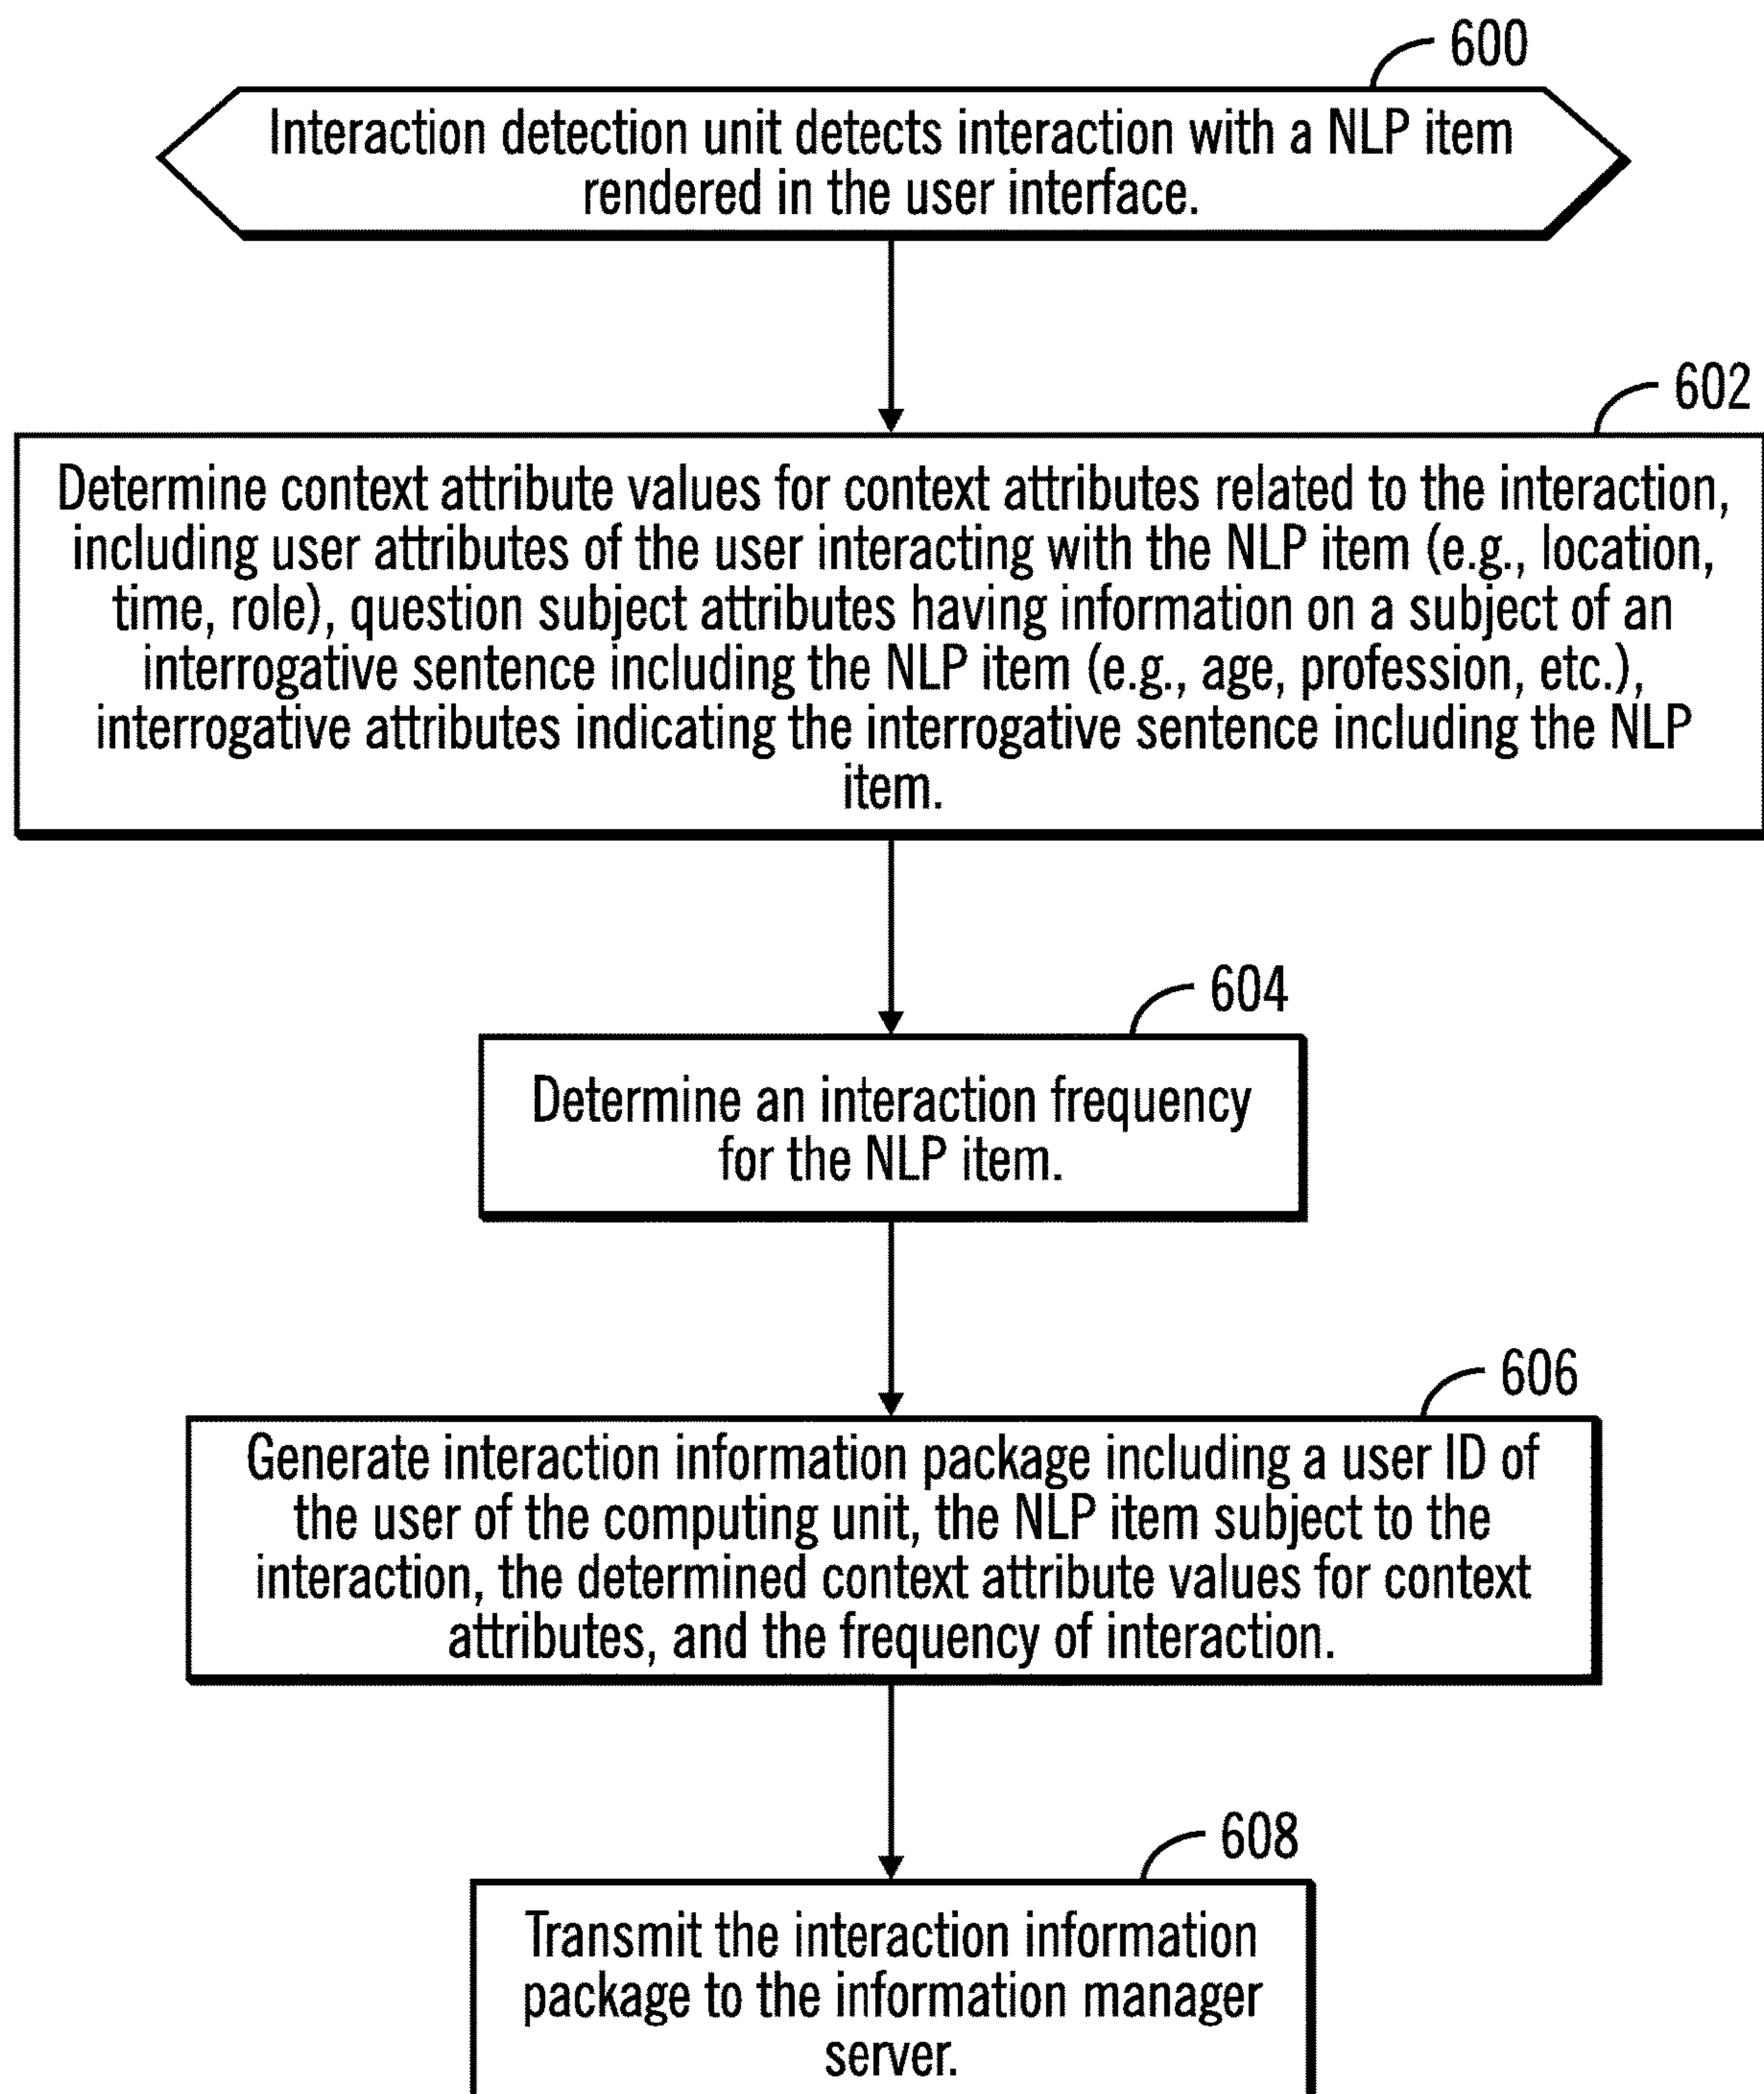 600
Interaction detection unit detects interaction with a NLP item
rendered in the user interface.
602
Determine context attribute values for context attributes related to the interaction,
including user attributes of the user interacting with the NLP item (e.g., location,
time, role), question subject attributes having information on a subject of an
interrogative sentence including the NLP item (e.g., age, profession, etc.),
interrogative attributes indicating the interrogative sentence including the NLP
item.
604
Determine an interaction frequency
for the NLP item.
606
Generate interaction information package including a user ID of
the user of the computing unit, the NLP item subject to the
interaction, the determined context attribute values for context
attributes, and the frequency of interaction.
608
Transmit the interaction information
package to the information manager
server.